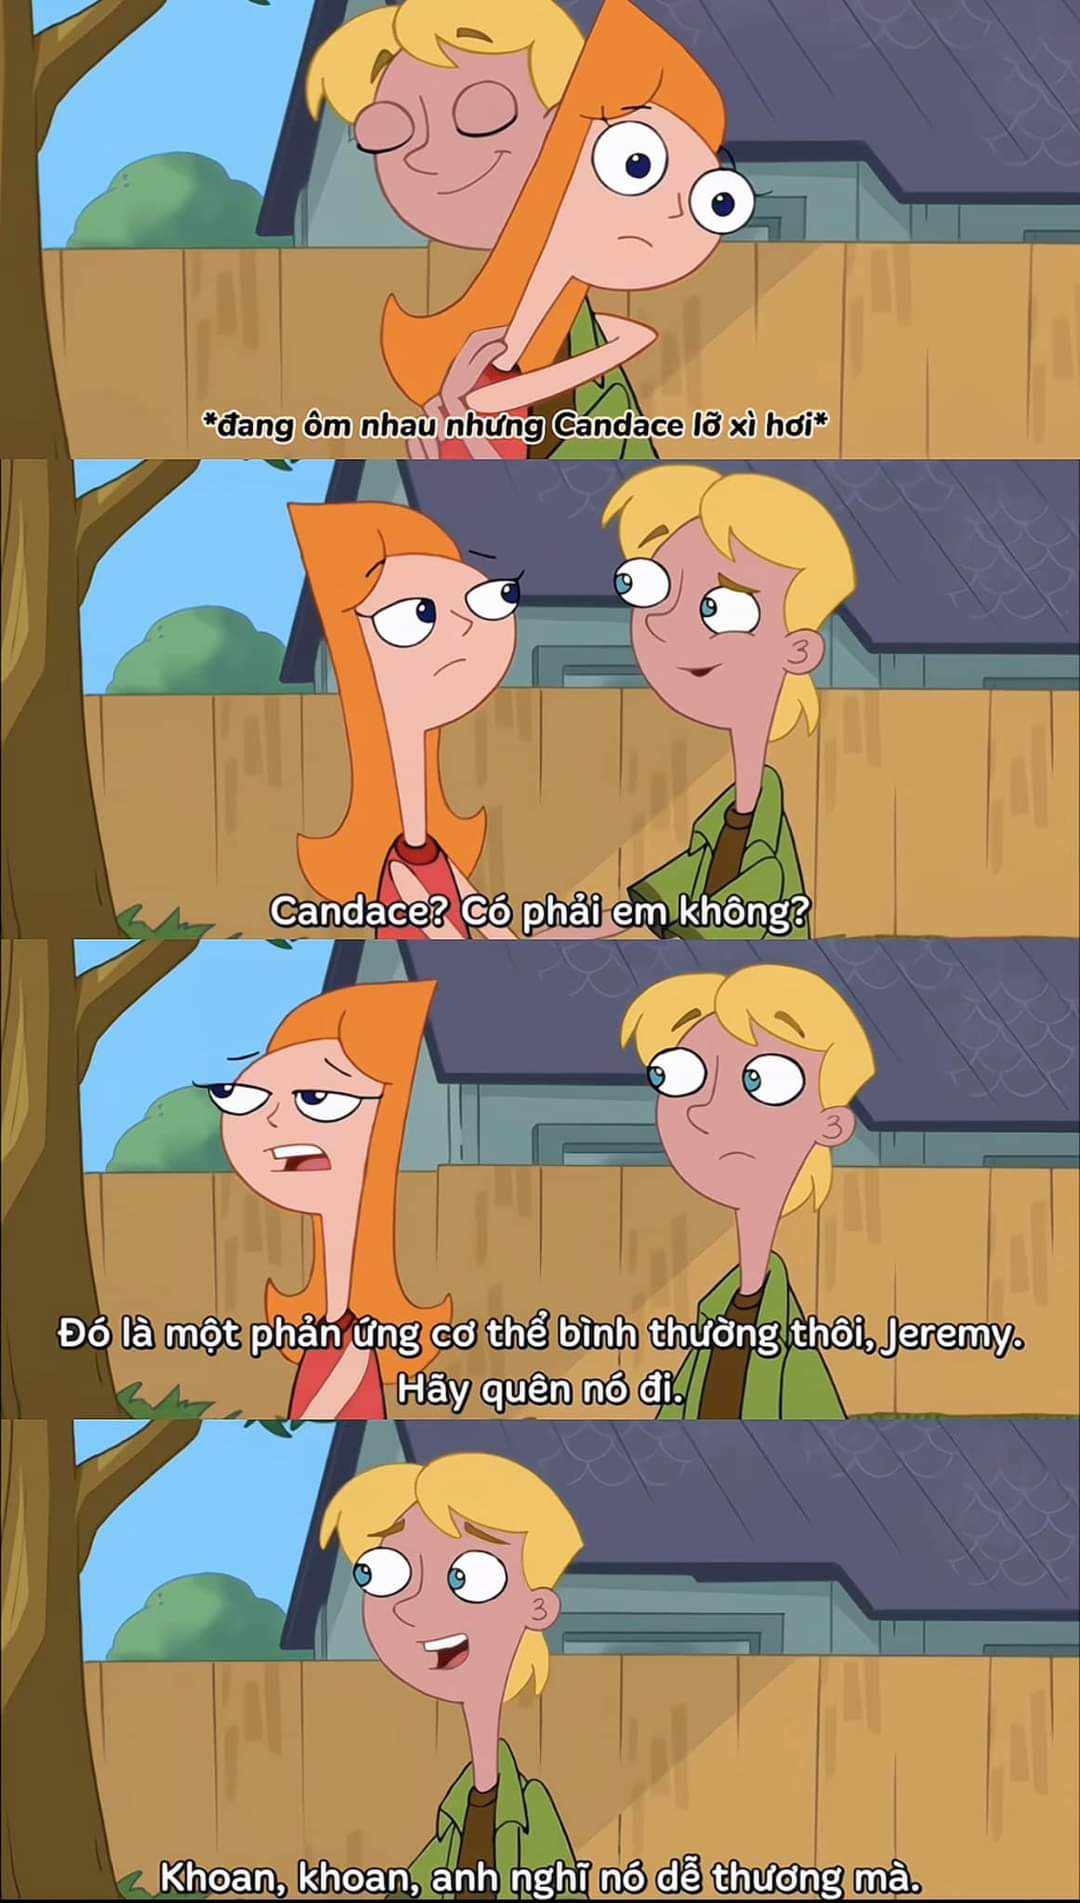 *đang ôm nhau nhưng Candace lỡ xì hơi*
Candace? Có phải em không?
Đó là một phản ứng cơ thể bình thường thôi, Jeremy.
Hãy quên nó đi.
Khoan, khoan, anh nghĩ nó dễ thương mà.